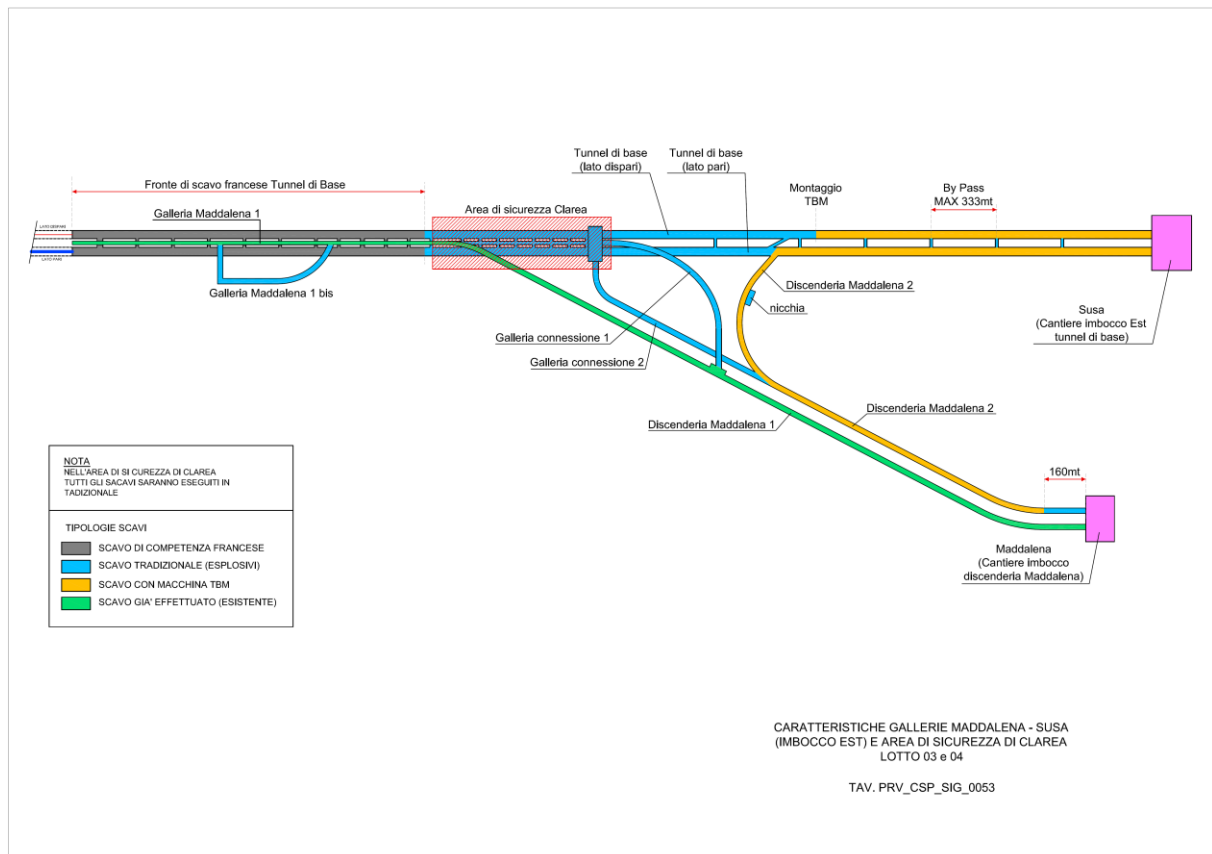 Tunnel di base
(lato dispari)
Tunnel di base
(lato pari)
Fronte di scavo francese Tunnel di Base
Montaggio
TBM
By Pass
MAX 333mt
Galleria Maddalena 1
Area di sicurezza Clarea
LATO DISPARI
LATO PARI
Galleria Maddalena 1 bis
Discenderia Maddalena 2
nicchia
Susa
(Cantiere imbocco Est
tunnel di base)
Galleria connessione 1
Galleria connessione 2
Discenderia Maddalena 2
Discenderia Maddalena 1
160mt
Maddalena
(Cantiere imbocco
discenderia Maddalena)
NOTA
NELL'AREA DI SI CUREZZA DI CLAREA
TUTTI GLI SACAVI SARANNO ESEGUITI IN
TADIZIONALE
TIPOLOGIE SCAVI
SCAVO DI COMPETENZA FRANCESE
SCAVO TRADIZIONALE (ESPLOSIVI)
SCAVO CON MACCHINA TBM
SCAVO GIA' EFFETTUATO (ESISTENTE)
CARATTERISTICHE GALLERIE MADDALENA - SUSA
(IMBOCCO EST) E AREA DI SICUREZZA DI CLAREA
LOTTO 03 e 04
TAV. PRV_CSP_SIG_0053